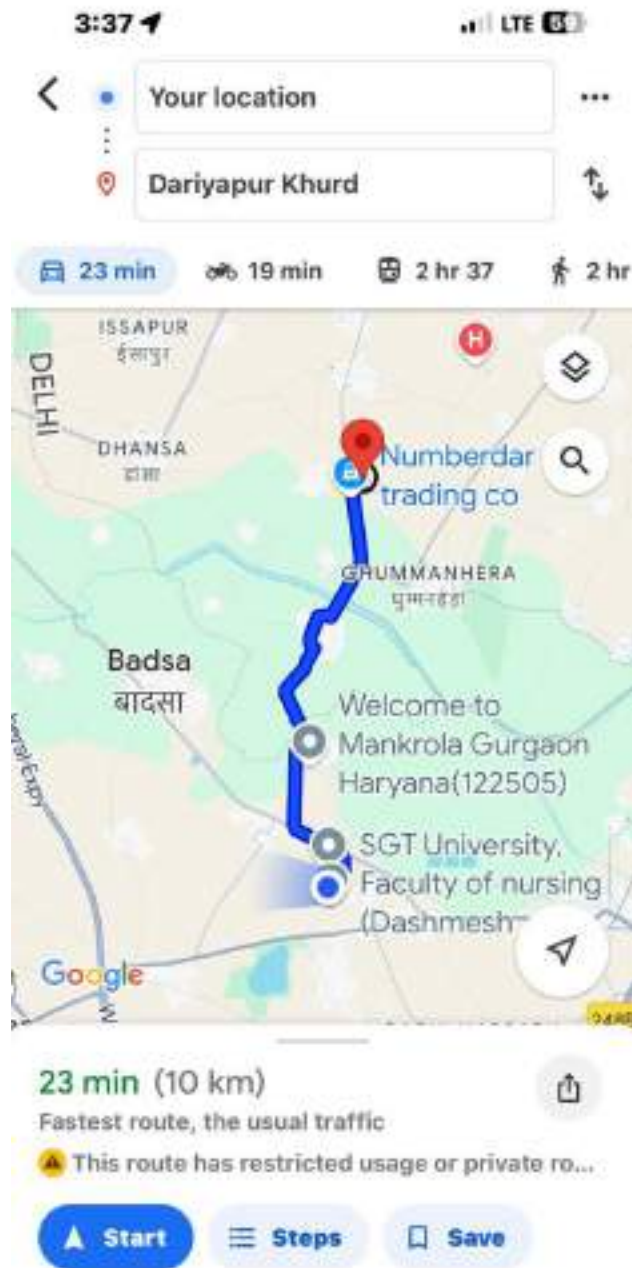 3:37
LTE
Your location
Dariyapur Khurd
23 min
19 min
2 hr 37
2 hr
ISSAPUR
ईसापुर
DELHI
DHANSA
ढांसा
Numberdar
trading co
GHUMMANHERA
घुम्मनहेड़ा
Badsa
बादसा
Welcome to
Mankrola Gurgaon
Haryana(122505)
SGT University,
Faculty of nursing
(Dashmesh
Google
W
23 min (10 km)
Fastest route, the usual traffic
This route has restricted usage or private ro...
Start
Steps
Save